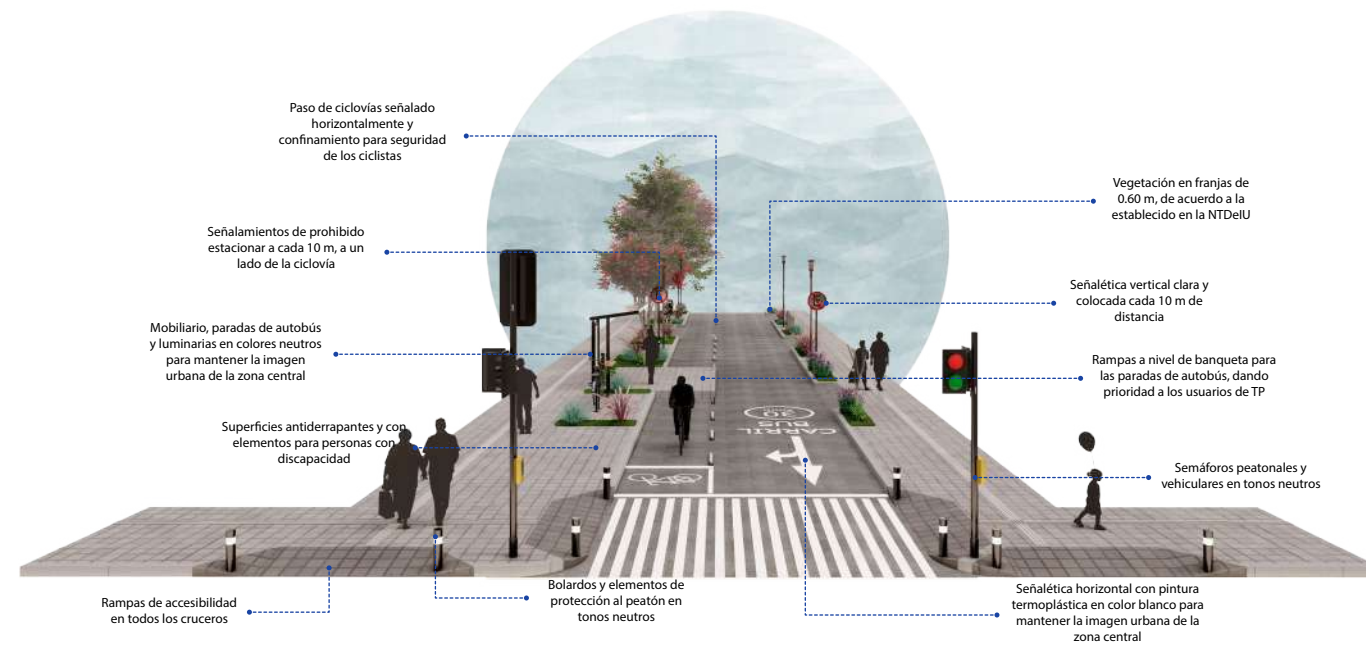 Paso de ciclovías señalado
horizontalmente y
confinamiento para seguridad
de los ciclistas
Señalamientos de prohibido
estacionar a cada 10 m, a un
lado de la ciclovía
Mobiliario, paradas de autobús
y luminarias en colores neutros
para mantener la imagen
urbana de la zona central
Superficies antiderrapantes y con
elementos para personas con
discapacidad
Rampas de accesibilidad
en todos los cruceros
Bolardos y elementos de
protección al peatón en
tonos neutros
Vegetación en franjas de
0.60 m, de acuerdo a la
establecido en la NTDeIU
Señalética vertical clara y
colocada cada 10 m de
distancia
Rampas a nivel de banqueta para
las paradas de autobús, dando
prioridad a los usuarios de TP
Semáforos peatonales y
vehiculares en tonos neutros
Señalética horizontal con pintura
termoplástica en color blanco para
mantener la imagen urbana de la
zona central
CARRIL
BUS